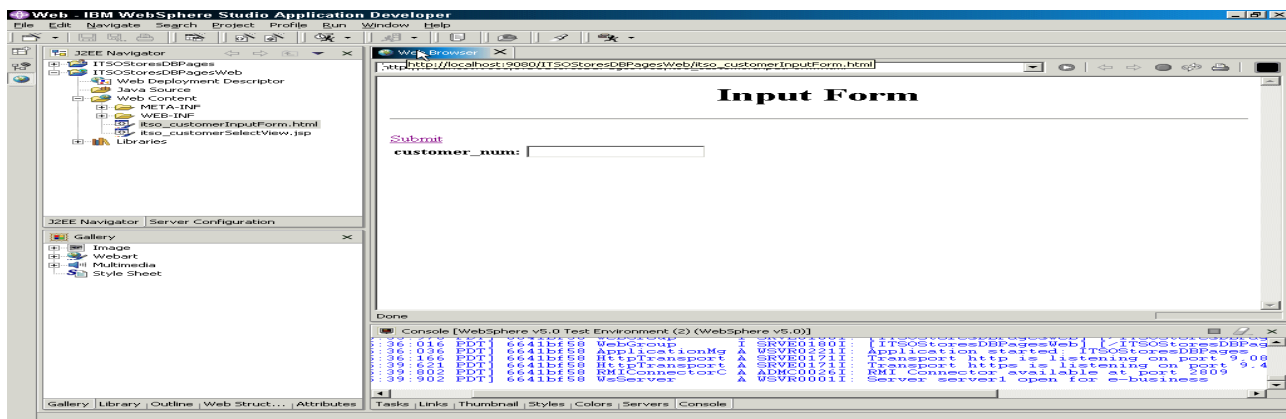 Web - IBM WebSphere Studio Application Developer
File Edit Navigate Search Project Profile Run Window Help
J2EE Navigator
ITSOStoresDBPages
ITSOStoresDBPagesWeb
Web Deployment Descriptor
Java Source
Web Content
META-INF
WEB-INF
itso_customerInputForm.html
itso_customerSelectView.jsp
Libraries
J2EE Navigator Server Configuration
Gallery
Image
Webart
Multimedia
Style Sheet
Gallery Library Outline Web Struct... Attributes
Web Browser
http://localhost:9080/ITSOStoresDBPagesWeb/itso_customerInputForm.html
Input Form
Submit
customer_num:
Done
Console [WebSphere v5.0 Test Environment (2) (WebSphere v5.0)]
:36:016 PDT] 6641bf58 WebGroup I SRVE0180I: [ITSOStoresDBPagesWeb] [/ITSOStoresDBPag
:36:036 PDT] 6641bf58 ApplicationMg A WSVR0221I: Application started: ITSOStoresDBPages
:39:166 PDT] 6641bf58 HttpTransport A SRVE0171I: Transport http is listening on port 9,08
:39:621 PDT] 6641bf58 HttpTransport A SRVE0171I: Transport https is listening on port 9,4
:39:802 PDT] 6641bf58 RMIConnectorC A ADMC0026I: RMI Connector available at port 2809
:39:902 PDT] 6641bf58 WsServer A WSVR0001I: Server server1 open for e-business
Tasks Links Thumbnail Styles Colors Servers Console